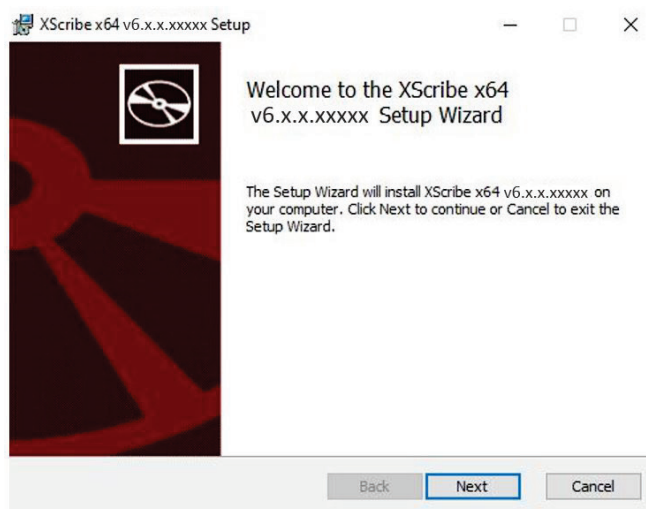 XScribe x64 v6.x.x.xxxxx Setup
Welcome to the XScribe x64
v6.x.x.xxxxx Setup Wizard
The Setup Wizard will install XScribe x64 v6.x.x.xxxxx on
your computer. Click Next to continue or Cancel to exit the
Setup Wizard.
Back Next Cancel